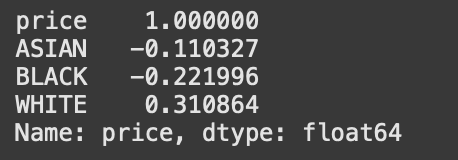 price    1.000000
ASIAN   -0.110327
BLACK   -0.221996
WHITE    0.310864
Name: price, dtype: float64